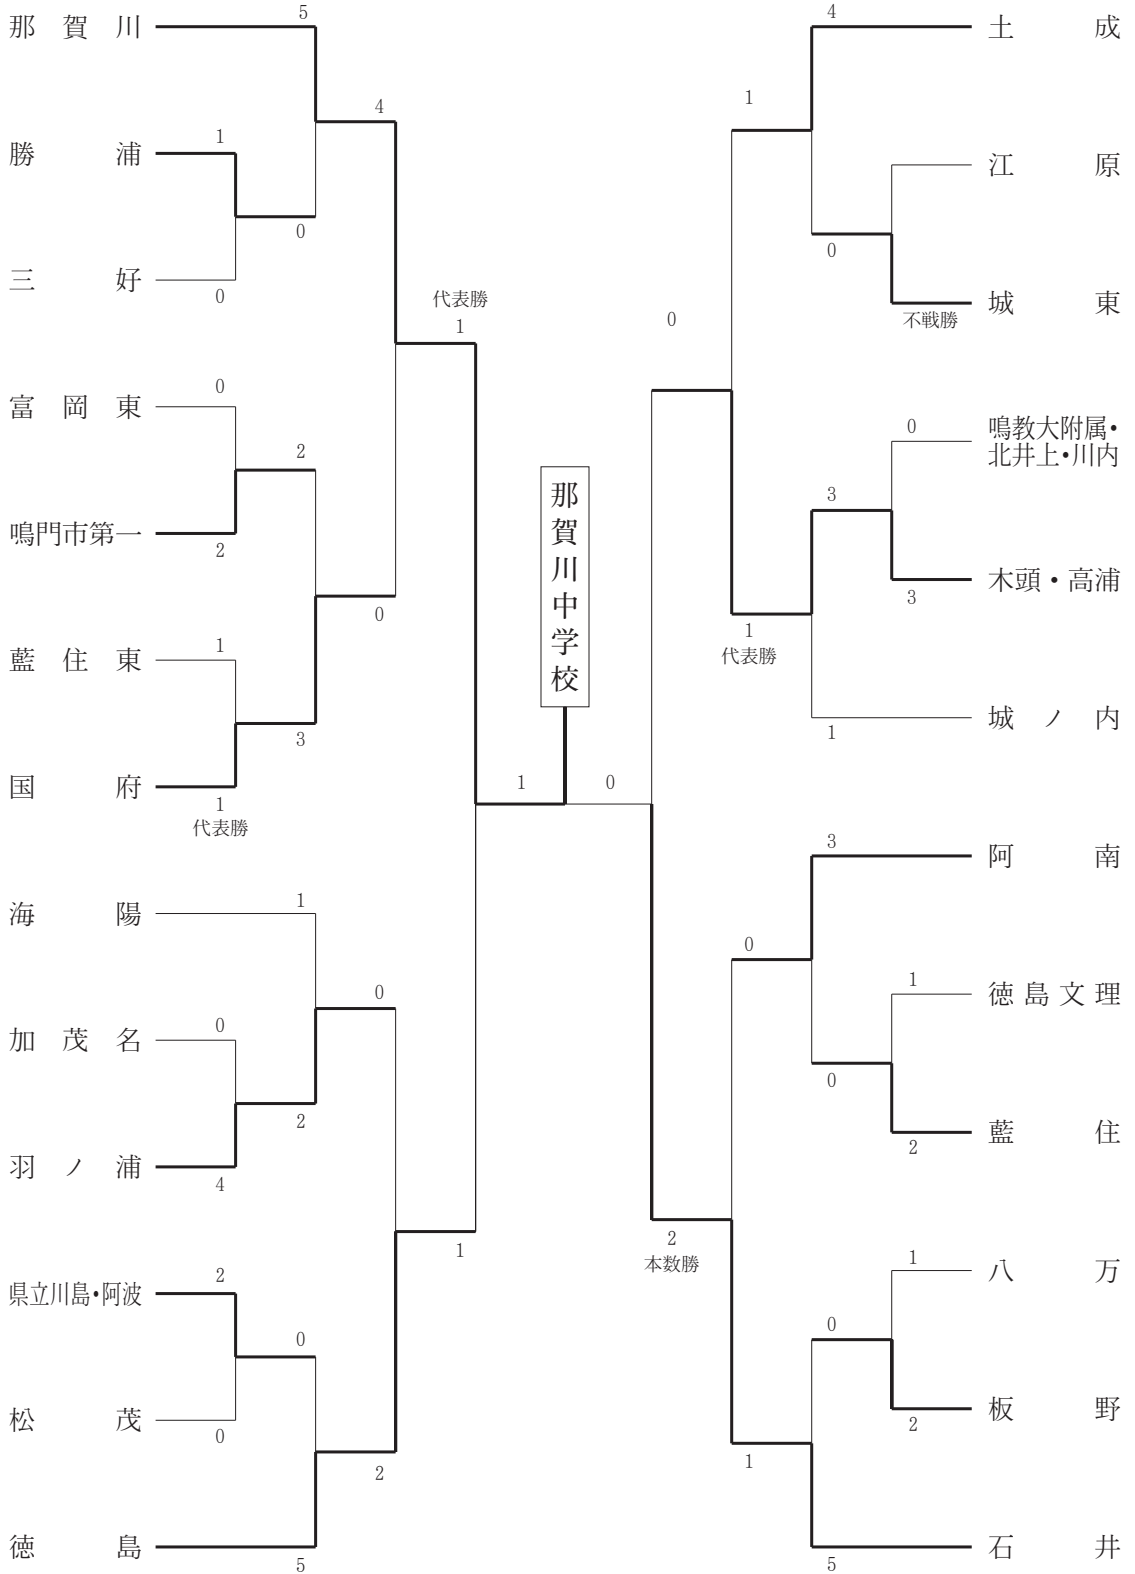 那賀川
5
勝浦
1
0
三好
0
4
富岡東
0
2
鳴門市第一
2
藍住東
1
3
国府
1
代表勝
0
代表勝
1
海陽
1
加茂名
0
2
羽ノ浦
4
0
県立川島・阿波
2
0
松茂
0
徳島
5
2
1
1
那賀川中学校
0
土成
4
1
江原
0
城東
不戦勝
0
鳴教大附属・
北井上・川内
0
3
木頭・高浦
3
1
代表勝
城ノ内
1
阿南
3
0
徳島文理
1
0
藍住
2
2
本数勝
八万
1
0
板野
2
1
石井
5